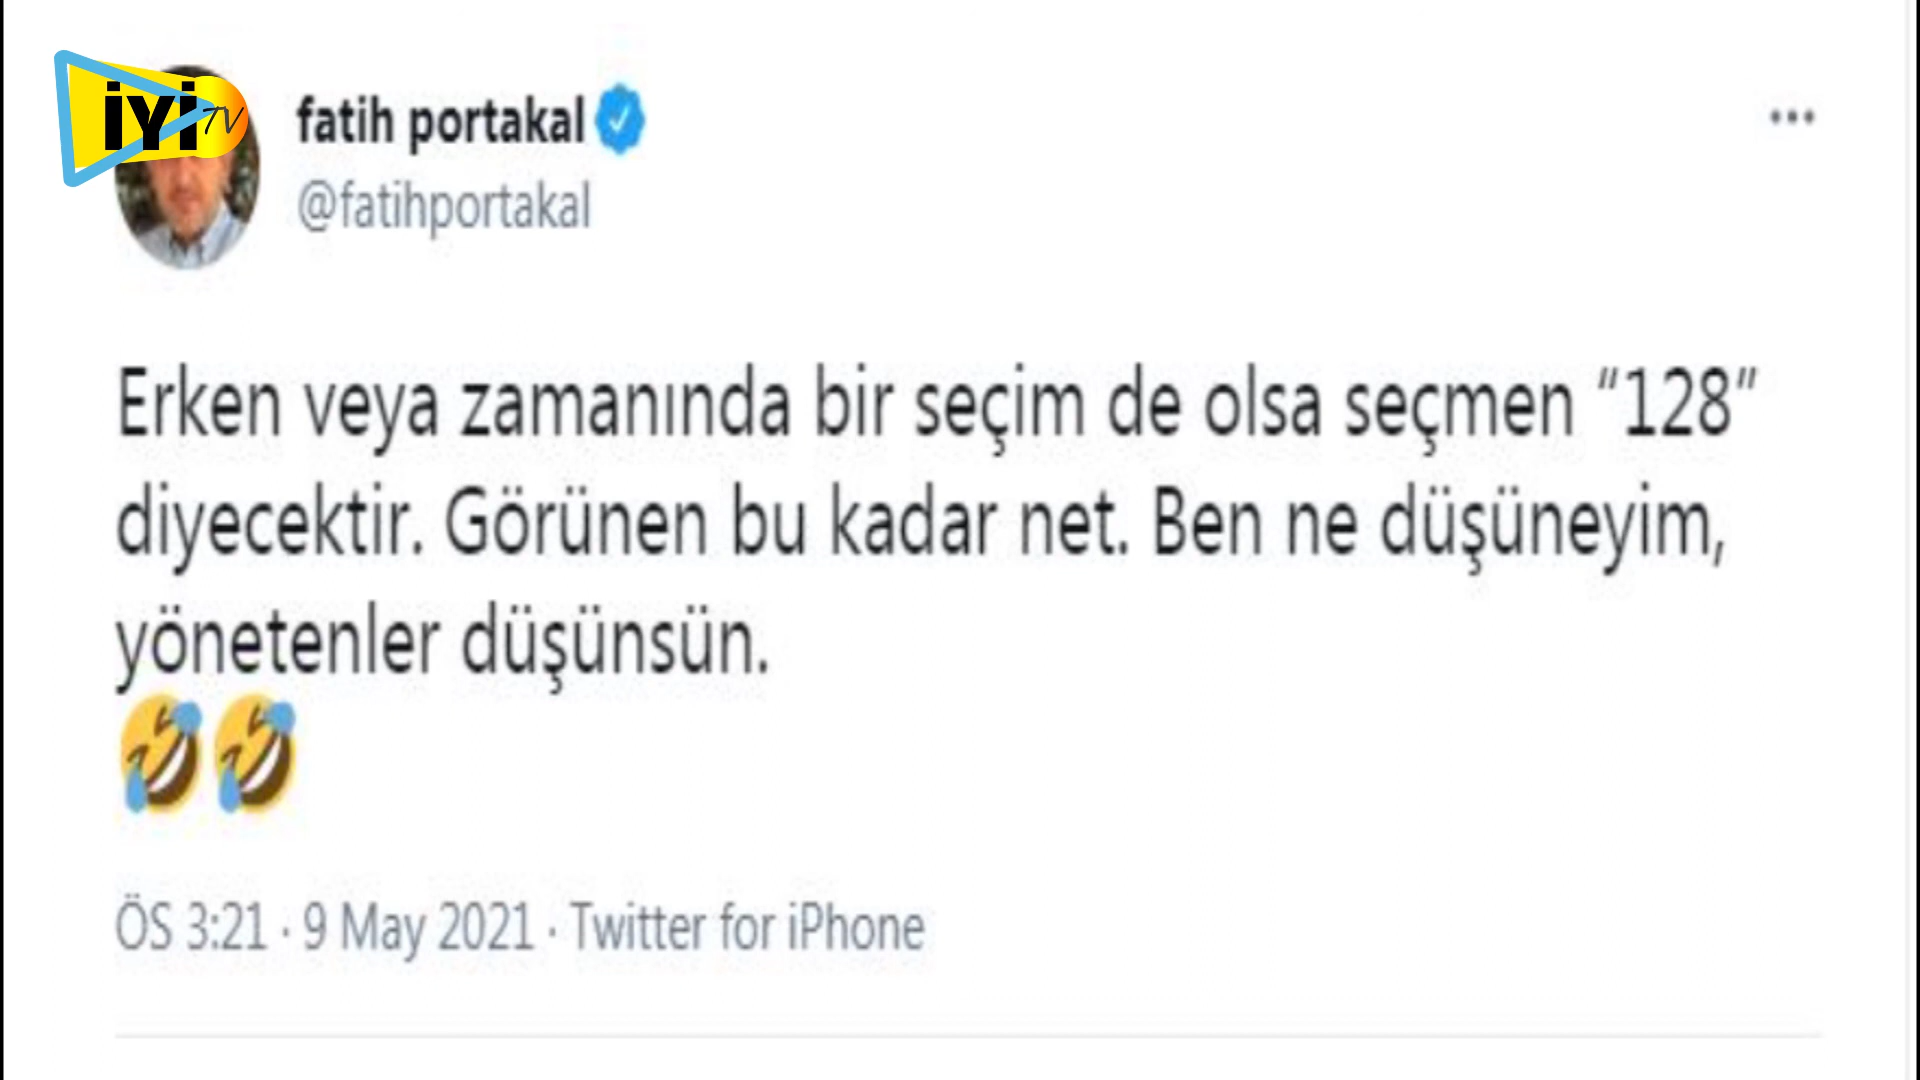 İYİ TV
fatih portakal
@fatihportakal
Erken veya zamanında bir seçim de olsa seçmen “128”
diyecektir. Görünen bu kadar net. Ben ne düşüneyim,
yönetenler düşünsün.
🤣🤣
ÖS 3:21 · 9 May 2021 · Twitter for iPhone